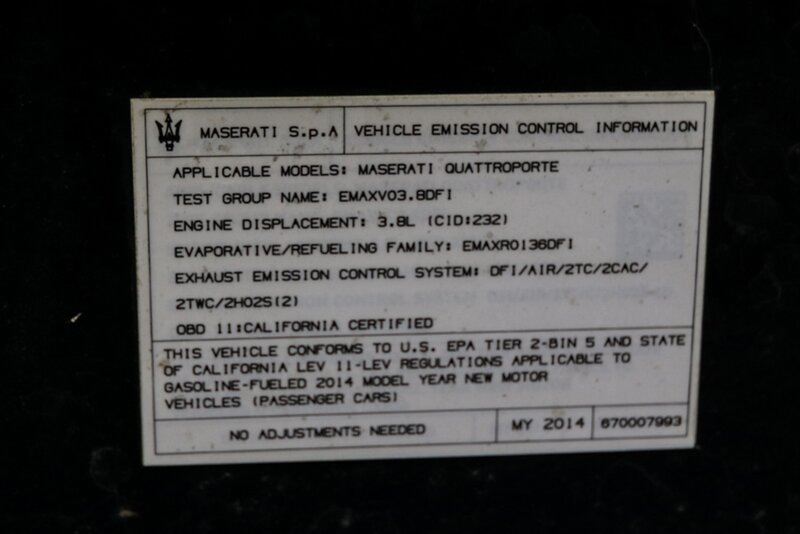 MASERATI S.p.A
VEHICLE EMISSION CONTROL INFORMATION
APPLICABLE MODELS: MASERATI QUATTROPORTE
TEST GROUP NAME: EMAXV03.8DFI
ENGINE DISPLACEMENT: 3.8L (CID:232)
EVAPORATIVE/REFUELING FAMILY: EMAXR0136DFI
EXHAUST EMISSION CONTROL SYSTEM: DFI/AIR/2TC/2CAC/
2TWC/2HO2S(2)
OBD II:CALIFORNIA CERTIFIED
THIS VEHICLE CONFORMS TO U.S. EPA TIER 2-BIN 5 AND STATE
OF CALIFORNIA LEV II-LEV REGULATIONS APPLICABLE TO
GASOLINE-FUELED 2014 MODEL YEAR NEW MOTOR
VEHICLES (PASSENGER CARS)
NO ADJUSTMENTS NEEDED
MY 2014
670007993